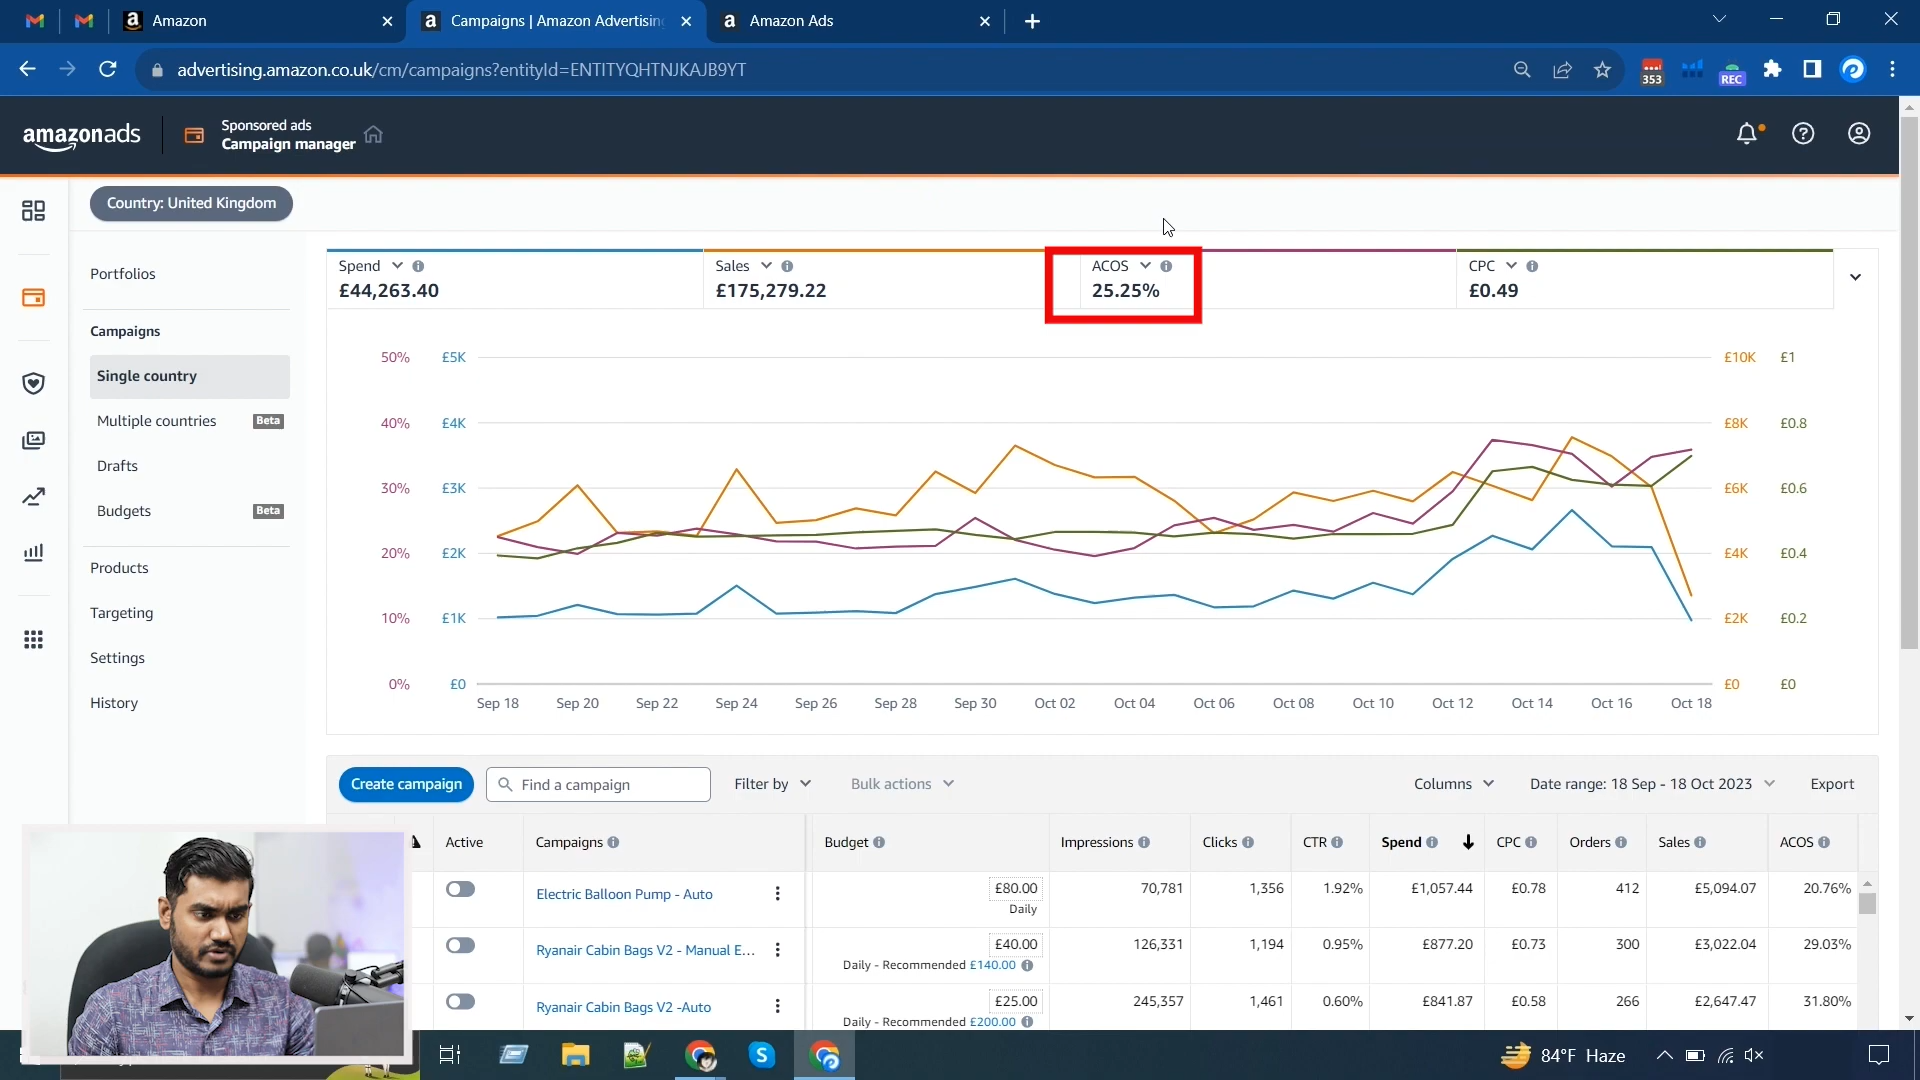 Amazon
Campaigns | Amazon Advertising
Amazon Ads
advertising.amazon.co.uk/cm/campaigns?entityId=ENTITYQHTNJKAJB9YT
353
REC
amazonads
Sponsored ads
Campaign manager
Country: United Kingdom
Portfolios
Campaigns
Single country
Multiple countries Beta
Drafts
Budgets Beta
Products
Targeting
Settings
History
Spend
£44,263.40
Sales
£175,279.22
ACOS
25.25%
CPC
£0.49
50% £5K £10K £1
40% £4K £8K £0.8
30% £3K £6K £0.6
20% £2K £4K £0.4
10% £1K £2K £0.2
0% £0 £0 £0
Sep 18 Sep 20 Sep 22 Sep 24 Sep 26 Sep 28 Sep 30 Oct 02 Oct 04 Oct 06 Oct 08 Oct 10 Oct 12 Oct 14 Oct 16 Oct 18
Create campaign Find a campaign Filter by Bulk actions Columns Date range: 18 Sep - 18 Oct 2023 Export
Active Campaigns Budget Impressions Clicks CTR Spend CPC Orders Sales ACOS
Electric Balloon Pump - Auto £80.00 70,781 1,356 1.92% £1,057.44 £0.78 412 £5,094.07 20.76%
Daily
Ryanair Cabin Bags V2 - Manual E... £40.00 126,331 1,194 0.95% £877.20 £0.73 300 £3,022.04 29.03%
Daily - Recommended £140.00
Ryanair Cabin Bags V2 -Auto £25.00 245,357 1,461 0.60% £841.87 £0.58 266 £2,647.47 31.80%
Daily - Recommended £200.00
84°F Haze